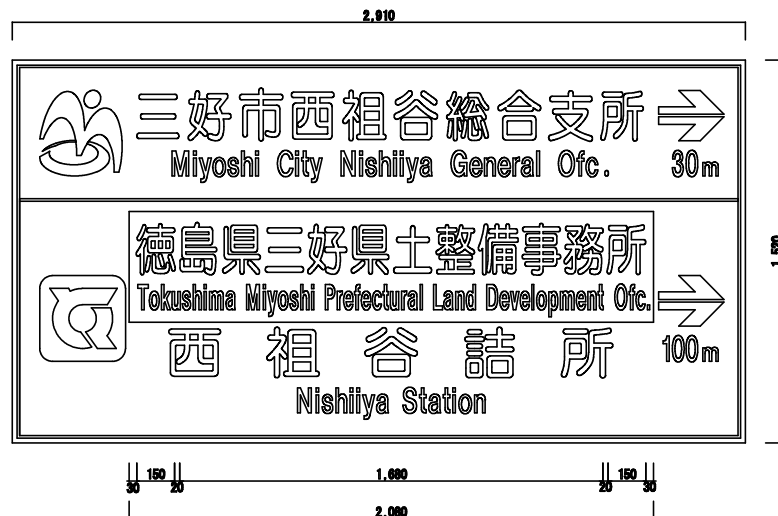 2,910
三好市西祖谷総合支所
Miyoshi City Nishiiya General Ofc. 30m
1,520
徳島県三好県土整備事務所
Tokushima Miyoshi Prefectural Land Development Ofc.
西祖谷詰所 100m
Nishiiya Station
30 150 20 1,680 20 150 30
2,080